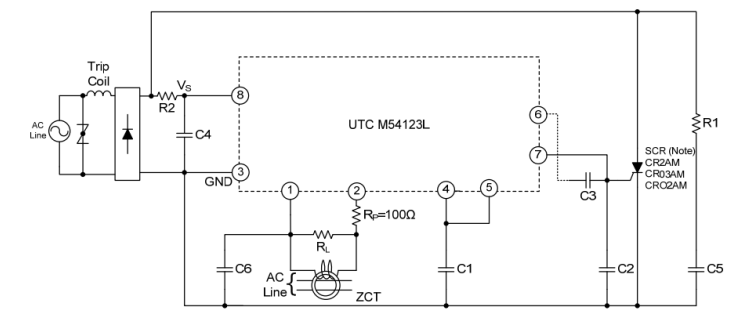 Trip
Coil
AC
Line
R2
VS
C4
8
3
GND
UTC M54123L
6
7
1
2
4
5
RP=100Ω
RL
C6
AC
Line
ZCT
C1
C3
C2
SCR (Note)
CR2AM
CR03AM
CRO2AM
R1
C5